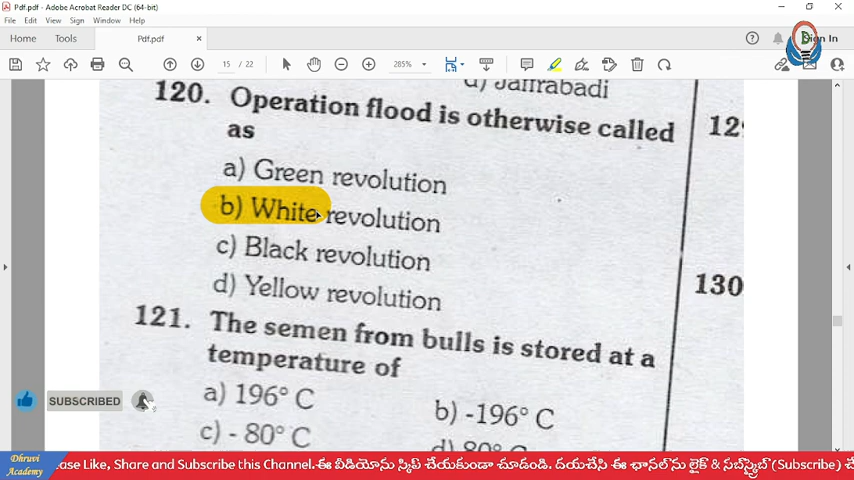 Pdf.pdf - Adobe Acrobat Reader DC (64-bit)
File Edit View Sign Window Help
Home Tools Pdf.pdf × Sign In
15 / 22 285%
d) Jaffrabadi
120. Operation flood is otherwise called as
a) Green revolution
b) White revolution
c) Black revolution
d) Yellow revolution
130
121. The semen from bulls is stored at a temperature of
a) 196° C
b) -196° C
c) - 80° C
d) 80° C
SUBSCRIBED
Dhruvi
Academy
ase Like, Share and Subscribe this Channel.ఈ వీడియోను స్కిప్ చేయకుండా చూడండి. దయచేసి ఈ ఛానల్‌ను లైక్ & సబ్‌స్క్రైబ్ (Subscribe) చే